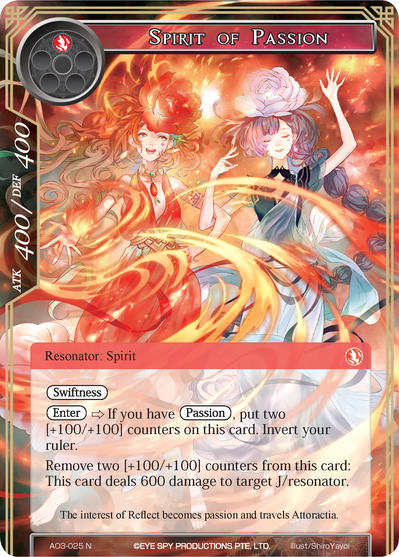 Spirit of Passion
ATK 400 / DEF 400
Resonator: Spirit
Swiftness
Enter ⇨ If you have Passion, put two
[+100/+100] counters on this card. Invert your
ruler.
Remove two [+100/+100] counters from this card:
This card deals 600 damage to target J/resonator.
The interest of Reflect becomes passion and travels Attoractia.
A03-025 N
©EYE SPY PRODUCTIONS PTE. LTD.
Illust/ShiroYayoi